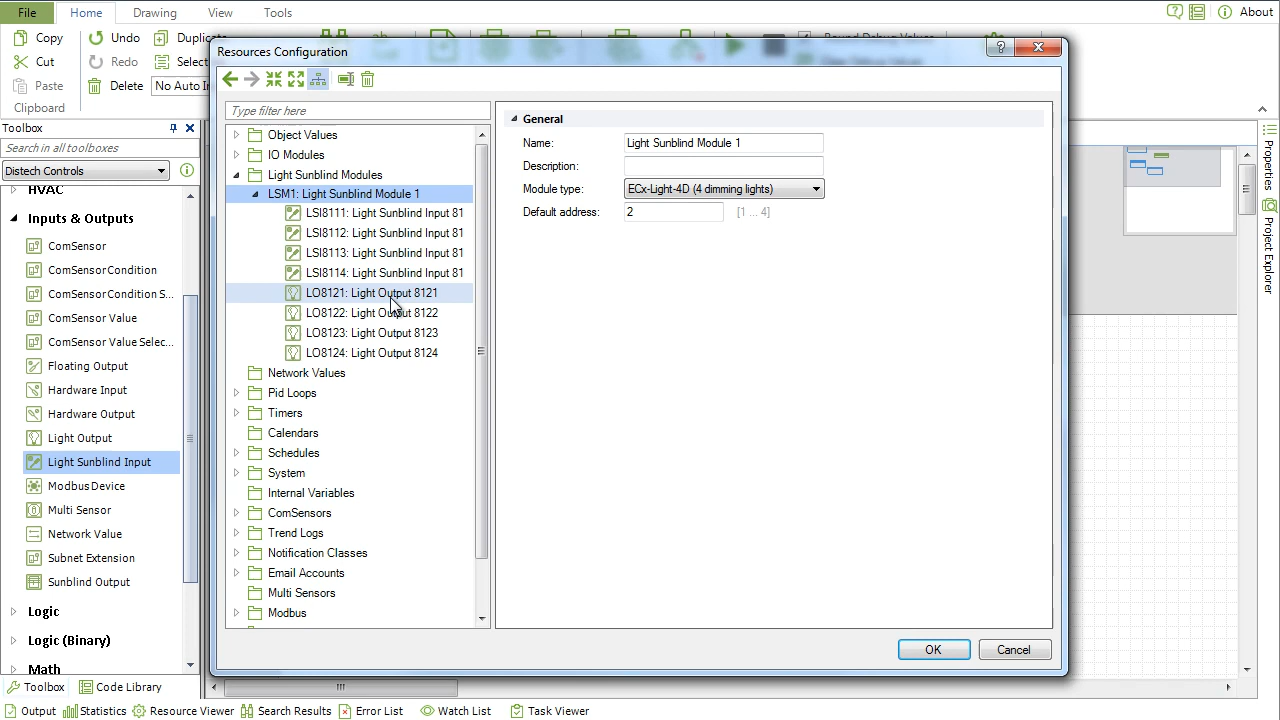 File Home Drawing View Tools About
Copy Undo
Cut Redo
Paste Delete
Clipboard
Resources Configuration
Toolbox
Search in all toolboxes
Distech Controls
HVAC
Inputs & Outputs
ComSensor
ComSensorCondition
ComSensorCondition S...
ComSensor Value
ComSensor Value Selec...
Floating Output
Hardware Input
Hardware Output
Light Output
Light Sunblind Input
Modbus Device
Multi Sensor
Network Value
Subnet Extension
Sunblind Output
Logic
Logic (Binary)
Math
Toolbox Code Library
Type filter here
Object Values
IO Modules
Light Sunblind Modules
LSM1: Light Sunblind Module 1
LSI8111: Light Sunblind Input 81
LSI8112: Light Sunblind Input 81
LSI8113: Light Sunblind Input 81
LSI8114: Light Sunblind Input 81
LO8121: Light Output 8121
LO8122: Light Output 8122
LO8123: Light Output 8123
LO8124: Light Output 8124
Network Values
Pid Loops
Timers
Calendars
Schedules
System
Internal Variables
ComSensors
Trend Logs
Notification Classes
Email Accounts
Multi Sensors
Modbus
General
Name: Light Sunblind Module 1
Description:
Module type: ECx-Light-4D (4 dimming lights)
Default address: 2 [1 ... 4]
OK Cancel
Properties
Project Explorer
Output Statistics Resource Viewer Search Results Error List Watch List Task Viewer